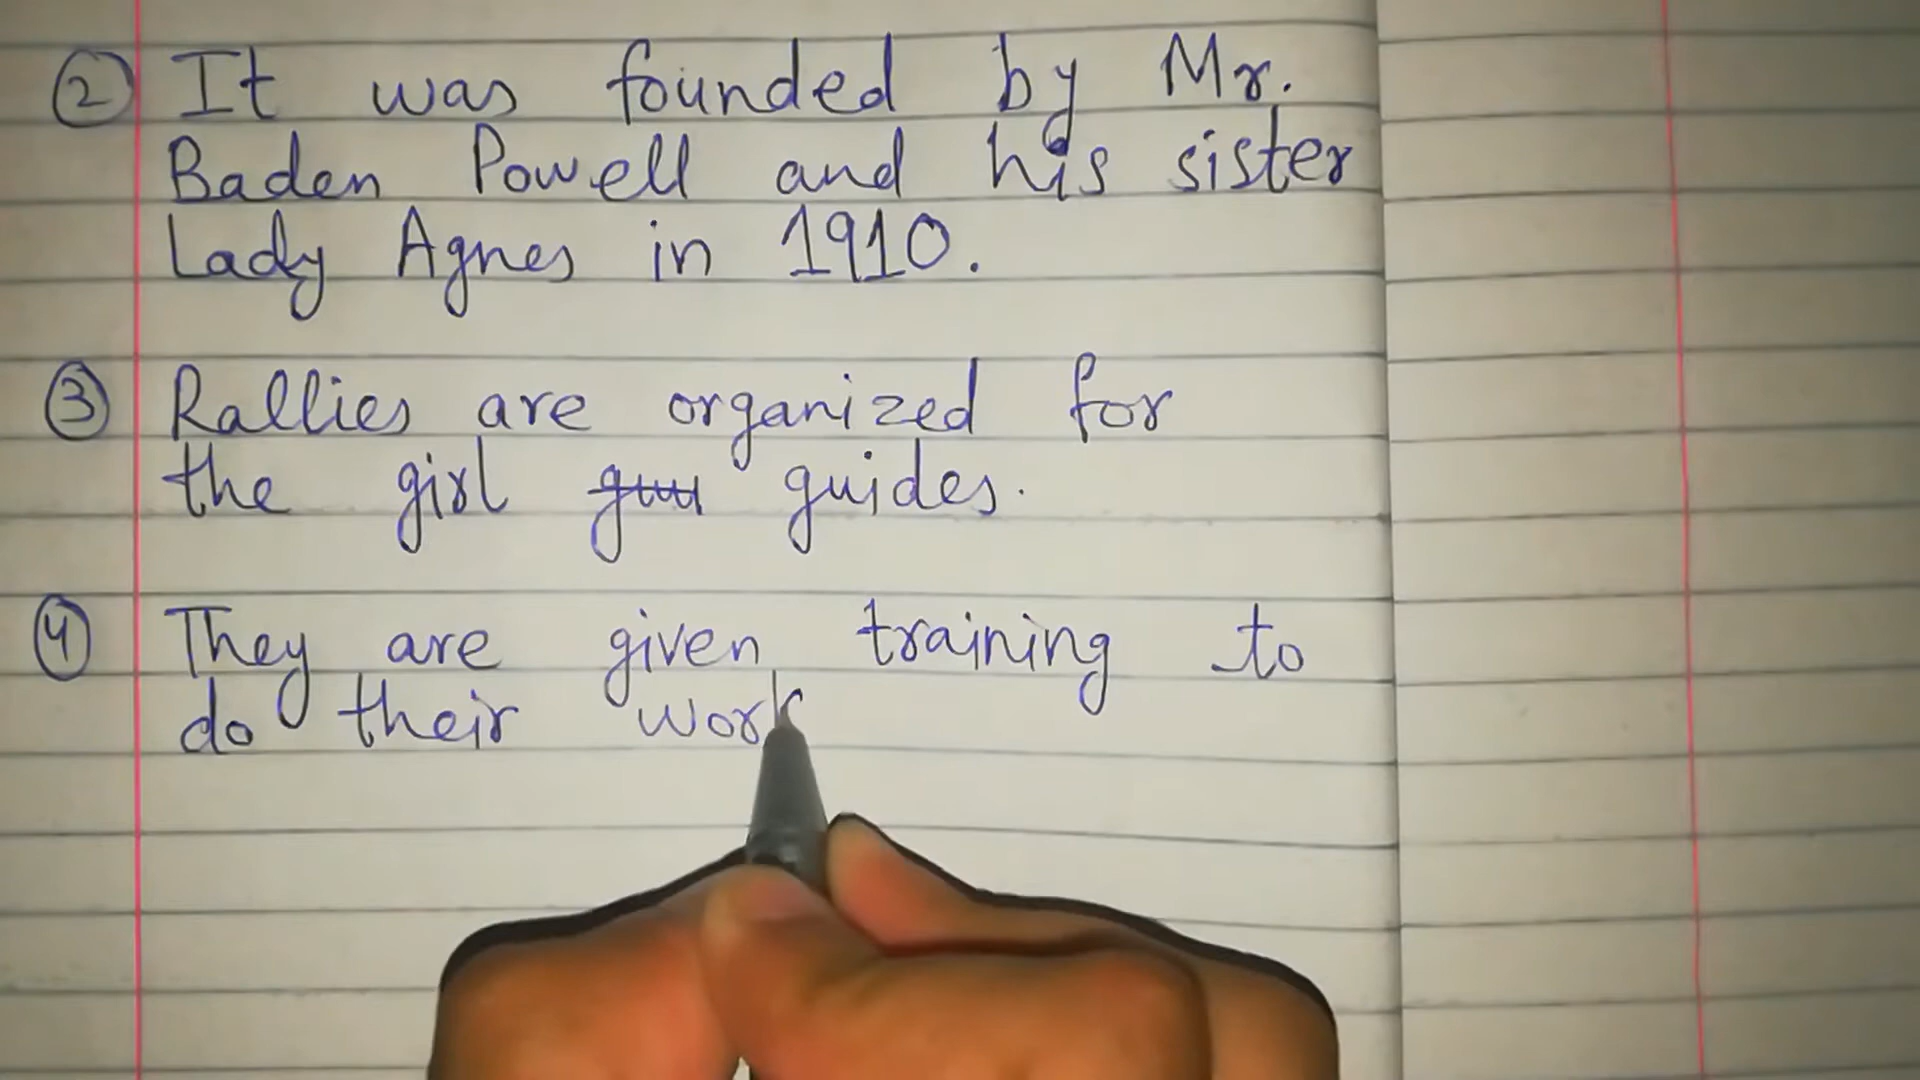 ② It was founded by Mr.
Baden Powell and his sister
Lady Agnes in 1910.
③ Rallies are organized for
the girl guides.
④ They are given training to
do their work